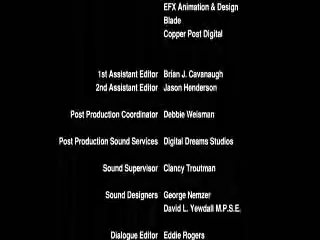 EFX Animation & Design
Blade
Copper Post Digital
1st Assistant Editor Brian J. Cavanaugh
2nd Assistant Editor Jason Henderson
Post Production Coordinator Debbie Weisman
Post Production Sound Services Digital Dreams Studios
Sound Supervisor Clancy Troutman
Sound Designers George Nemzer
David L. Yewdall M.P.S.E.
Dialogue Editor Eddie Rogers